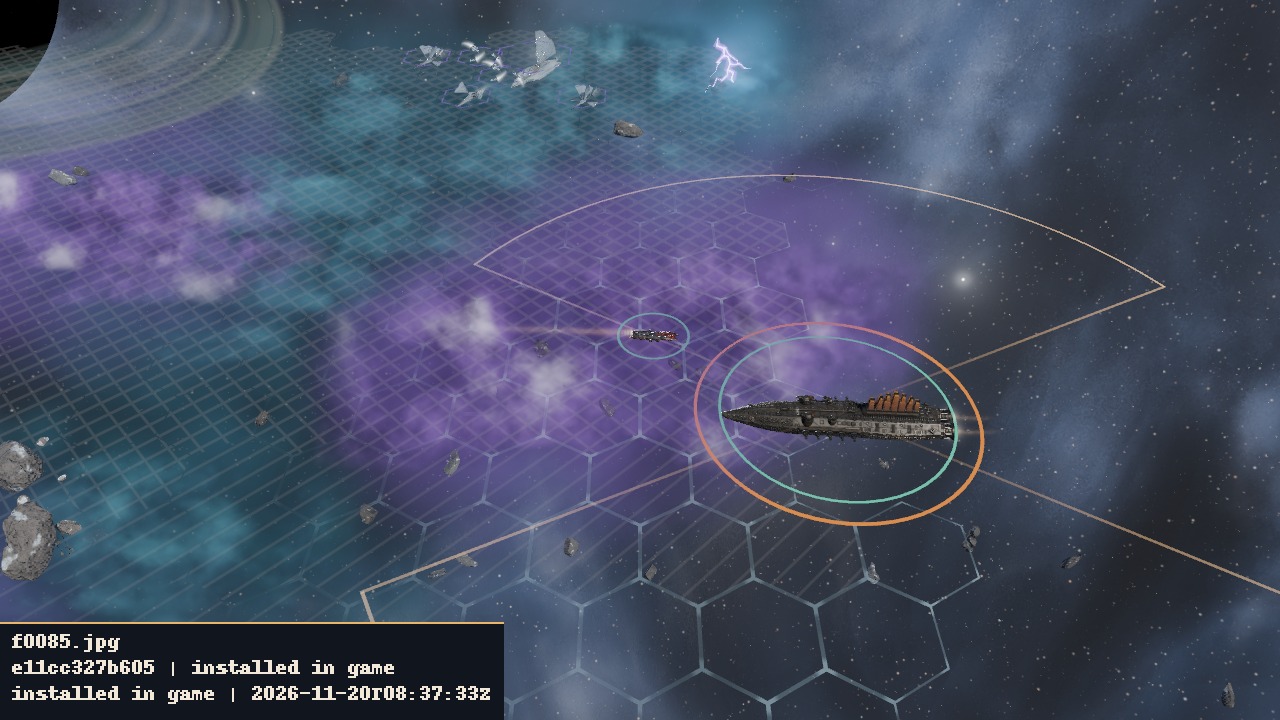 f0085.jpg
e11cc327b605 | installed in game
installed in game | 2026-11-20T08:37:33Z